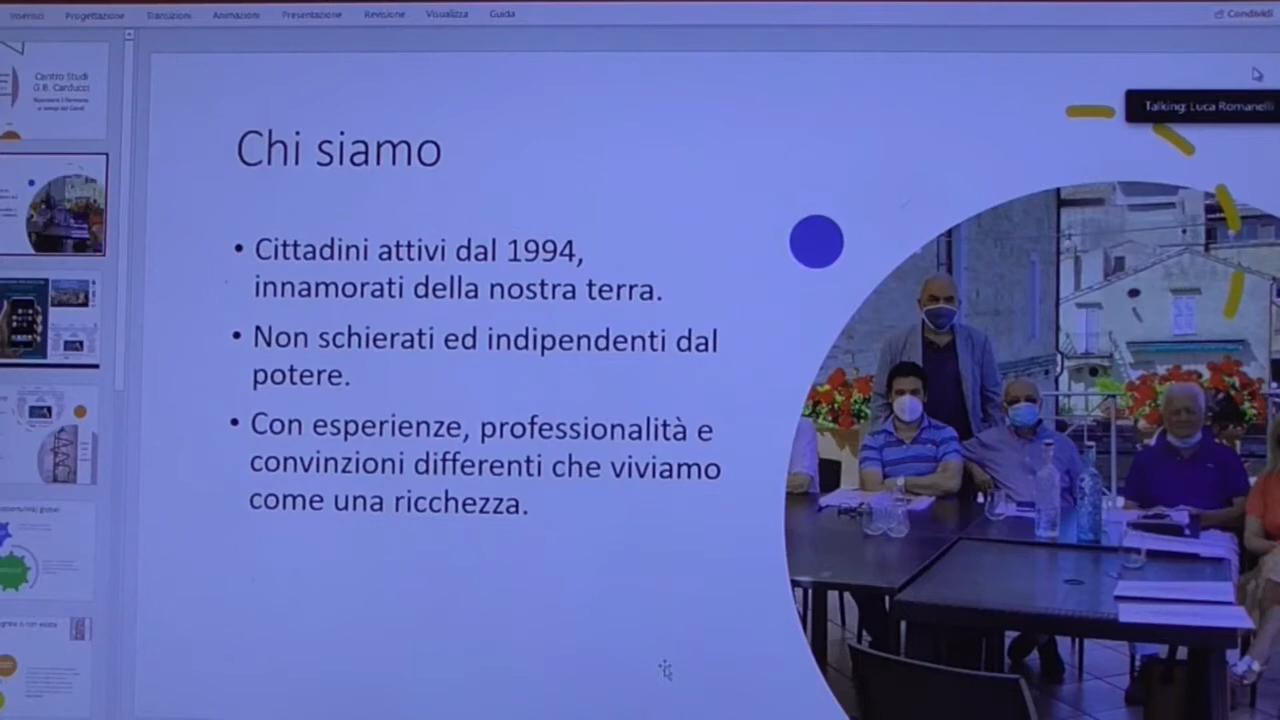 Inserisci Progettazione Transizioni Animazioni Presentazione Revisione Visualizza Guida
Condividi
Talking: Luca Romanelli
Centro Studi
G.B. Carducci
Chi siamo
• Cittadini attivi dal 1994,
innamorati della nostra terra.
• Non schierati ed indipendenti dal
potere.
• Con esperienze, professionalità e
convinzioni differenti che viviamo
come una ricchezza.